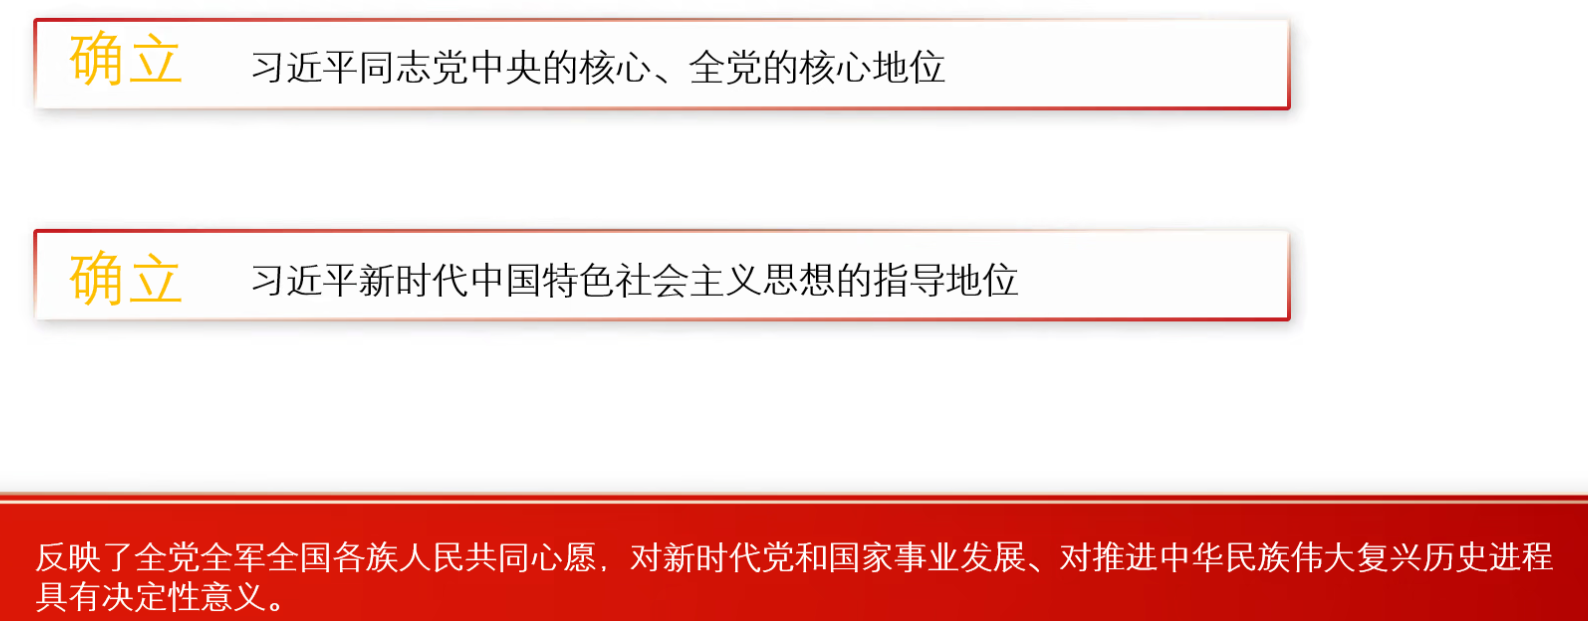 确立 习近平同志党中央的核心、全党的核心地位
确立 习近平新时代中国特色社会主义思想的指导地位
反映了全党全军全国各族人民共同心愿，对新时代党和国家事业发展、对推进中华民族伟大复兴历史进程
具有决定性意义。